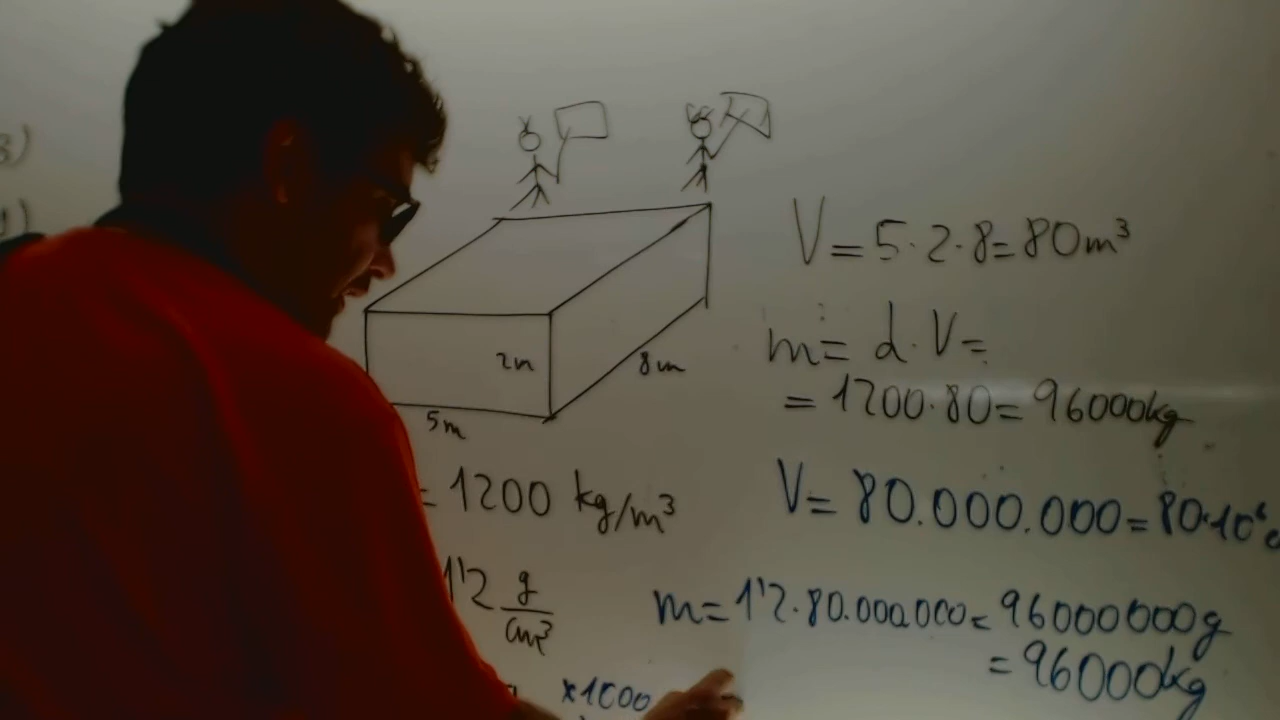 3)
V = 5·2·8 = 80m³
m = d·V =
= 1200·80 = 96000kg
2m
8m
5m
= 1200 kg/m³
V = 80.000.000 = 80·10⁶
1'2 g/cm³
m = 1'2·80.000.000 = 96000000g
= 96000kg
x1000